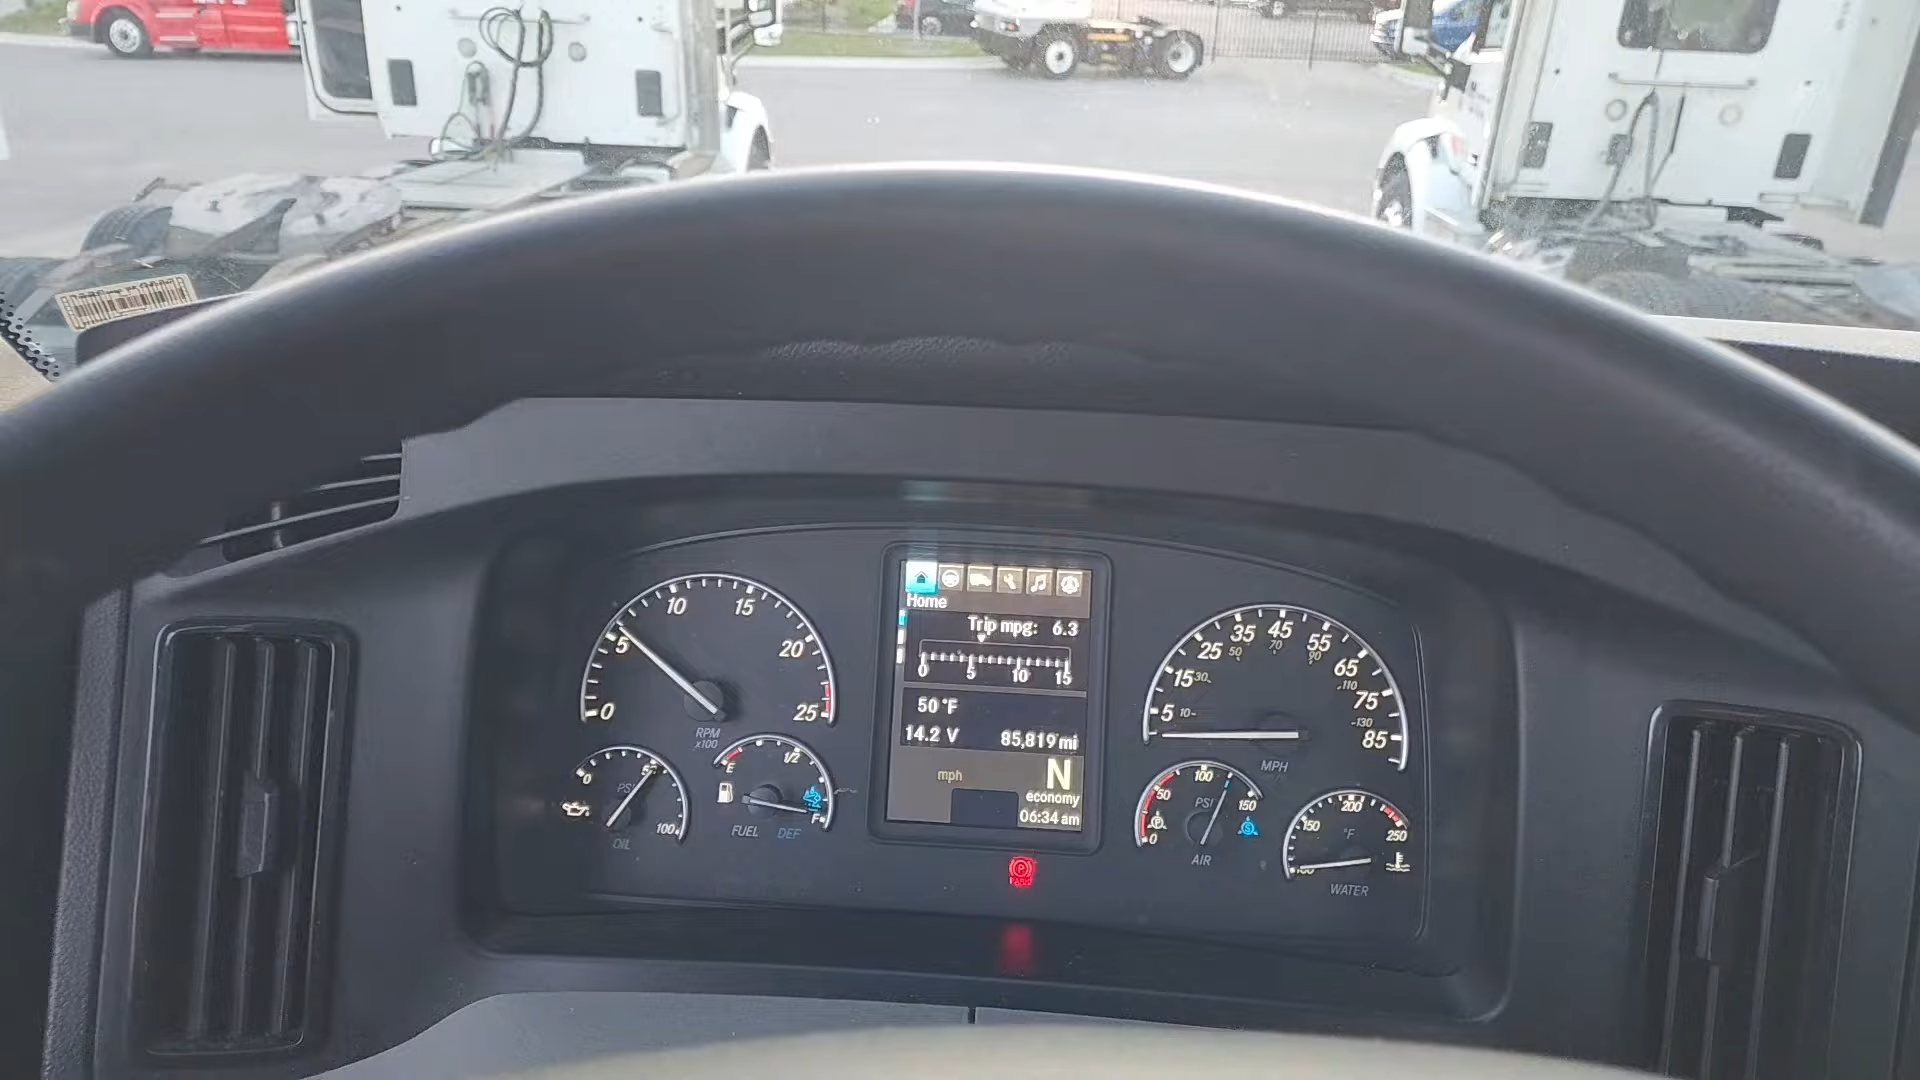 Home
Trip mpg: 6.3
0 5 10 15
50°F
14.2 V 85,819 mi
mph N
economy
06:34 am
0 5 10 15 20 25
RPM
x100
0 50 100
PSI
OIL
E 1/2 F
FUEL DEF
5 15 25 35 45 55 65 75 85
10 30 50 70 90 110 130
MPH
0 50 100 150
PSI
P
S
AIR
150 200 250
°F
WATER
P
PARK